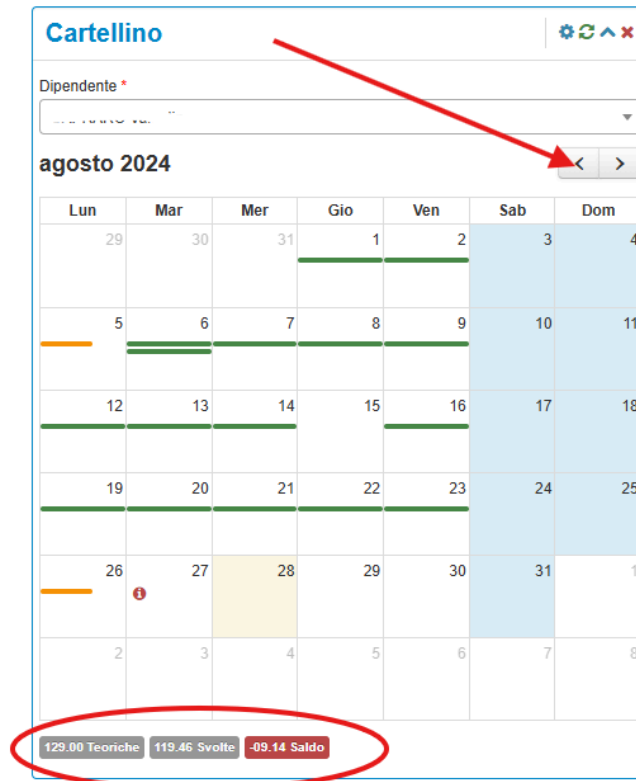 Cartellino
Dipendente *
agosto 2024
Lun Mar Mer Gio Ven Sab Dom
29 30 31 1 2 3 4
5 6 7 8 9 10 11
12 13 14 15 16 17 18
19 20 21 22 23 24 25
26 27 28 29 30 31 1
2 3 4 5 6 7 8
129.00 Teoriche 119.46 Svolte -09.14 Saldo